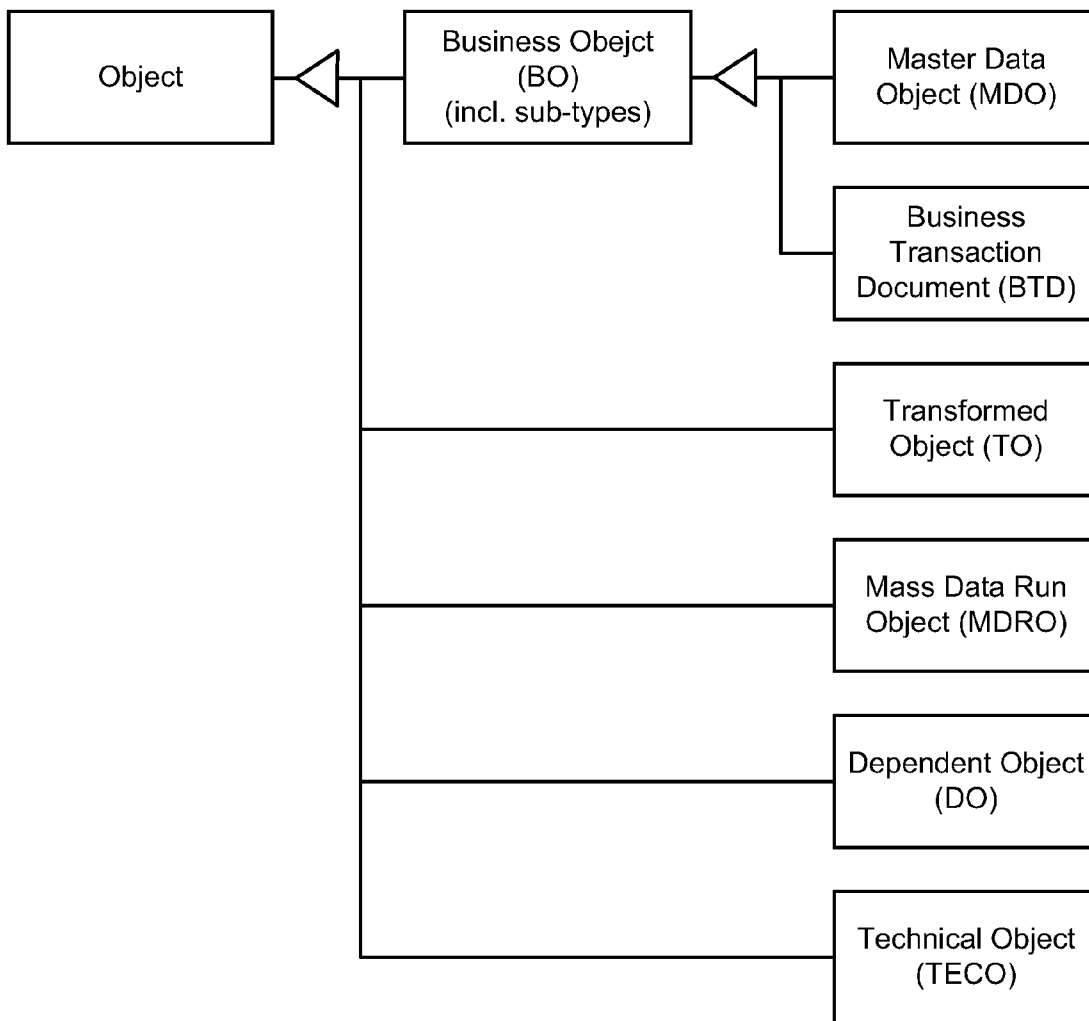 Object
Business Obejct
(BO)
(incl. sub-types)
Master Data
Object (MDO)
Business
Transaction
Document (BTD)
Transformed
Object (TO)
Mass Data Run
Object (MDRO)
Dependent Object
(DO)
Technical Object
(TECO)